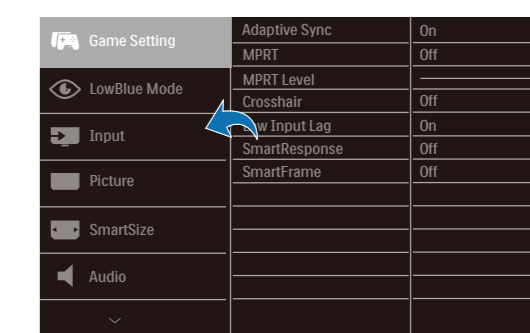 Game Setting
LowBlue Mode
Input
Picture
SmartSize
Audio
Adaptive Sync On
MPRT Off
MPRT Level
Crosshair Off
Input Lag On
SmartResponse Off
SmartFrame Off